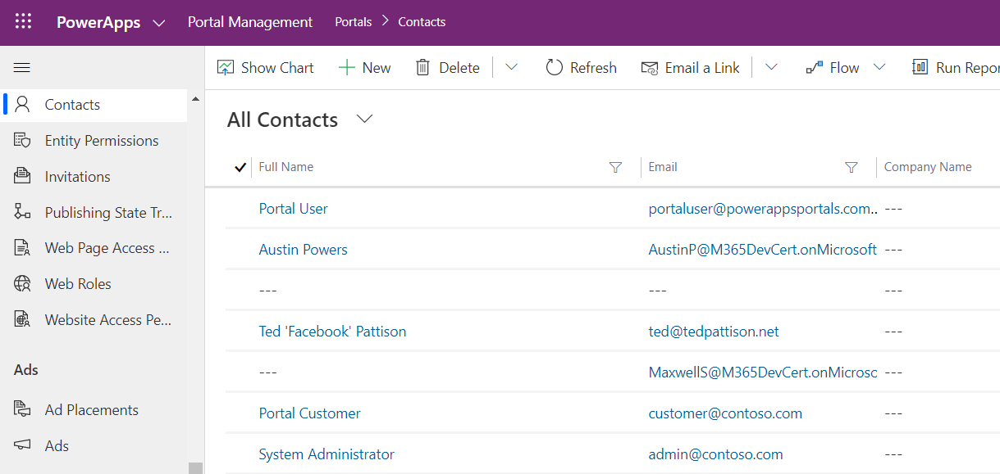 PowerApps Portal Management Portals > Contacts
Show Chart New Delete Refresh Email a Link Flow Run Repor
Contacts
Entity Permissions
Invitations
Publishing State Tr...
Web Page Access ...
Web Roles
Website Access Pe...
Ads
Ad Placements
Ads
All Contacts
Full Name Email Company Name
Portal User portaluser@powerappsportals.com.. ---
Austin Powers AustinP@M365DevCert.onMicrosoft ---
--- --- ---
Ted 'Facebook' Pattison ted@tedpattison.net ---
--- MaxwellS@M365DevCert.onMicrosc ---
Portal Customer customer@contoso.com ---
System Administrator admin@contoso.com ---